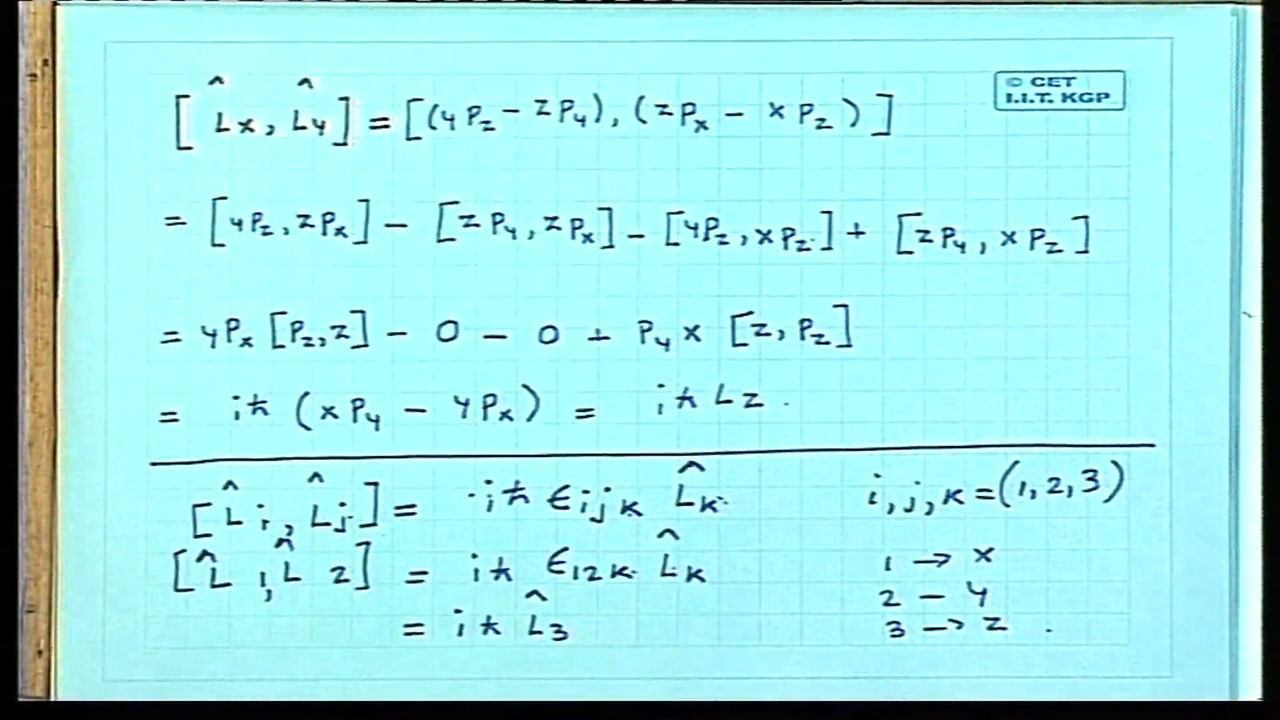 © CET
I.I.T. KGP
[L̂x, L̂y] = [(yPz - zPy), (zPx - xPz)]
= [yPz, zPx] - [zPy, zPx] - [yPz, xPz] + [zPy, xPz]
= yPx [Pz, z] - 0 - 0 + Py x [z, Pz]
= iħ (xPy - yPx) = iħ Lz.
[L̂i, L̂j] = iħ ϵijk L̂k. i, j, k = (1, 2, 3)
[L̂1, L̂2] = iħ ϵ12k L̂k 1 → x
2 - y
= iħ L̂3 3 → z.